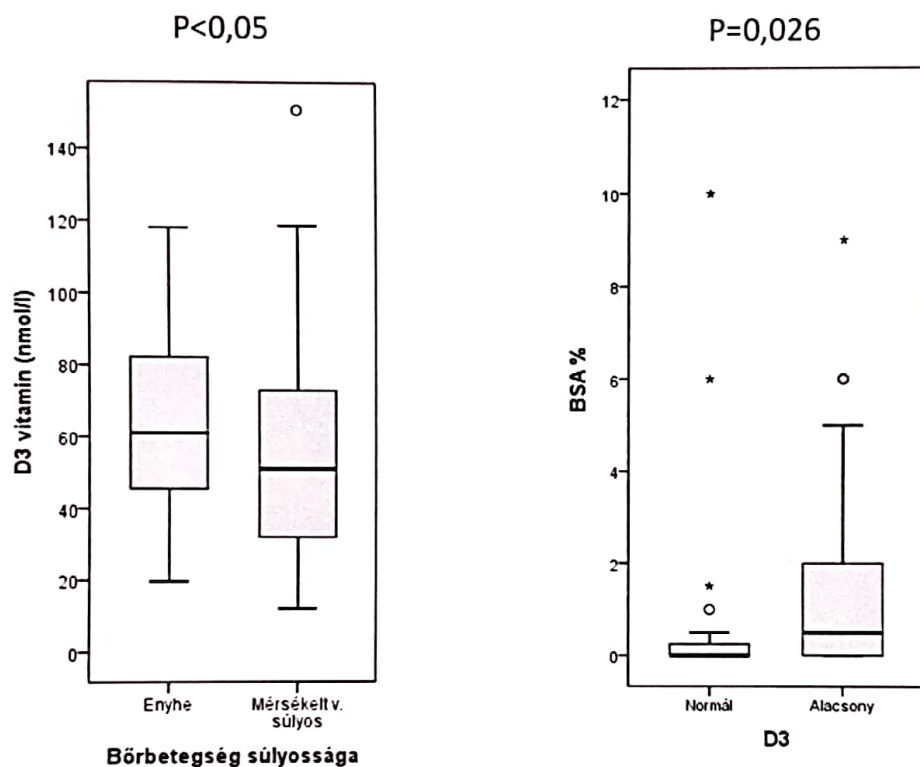 P<0,05
D3 vitamin (nmol/l)
140
120
100
80
60
40
20
0
Enyhe
Mérsékelt v.
súlyos
Bőrbetegség súlyossága
P=0,026
BSA %
12
10
8
6
4
2
0
Normál
Alacsony
D3